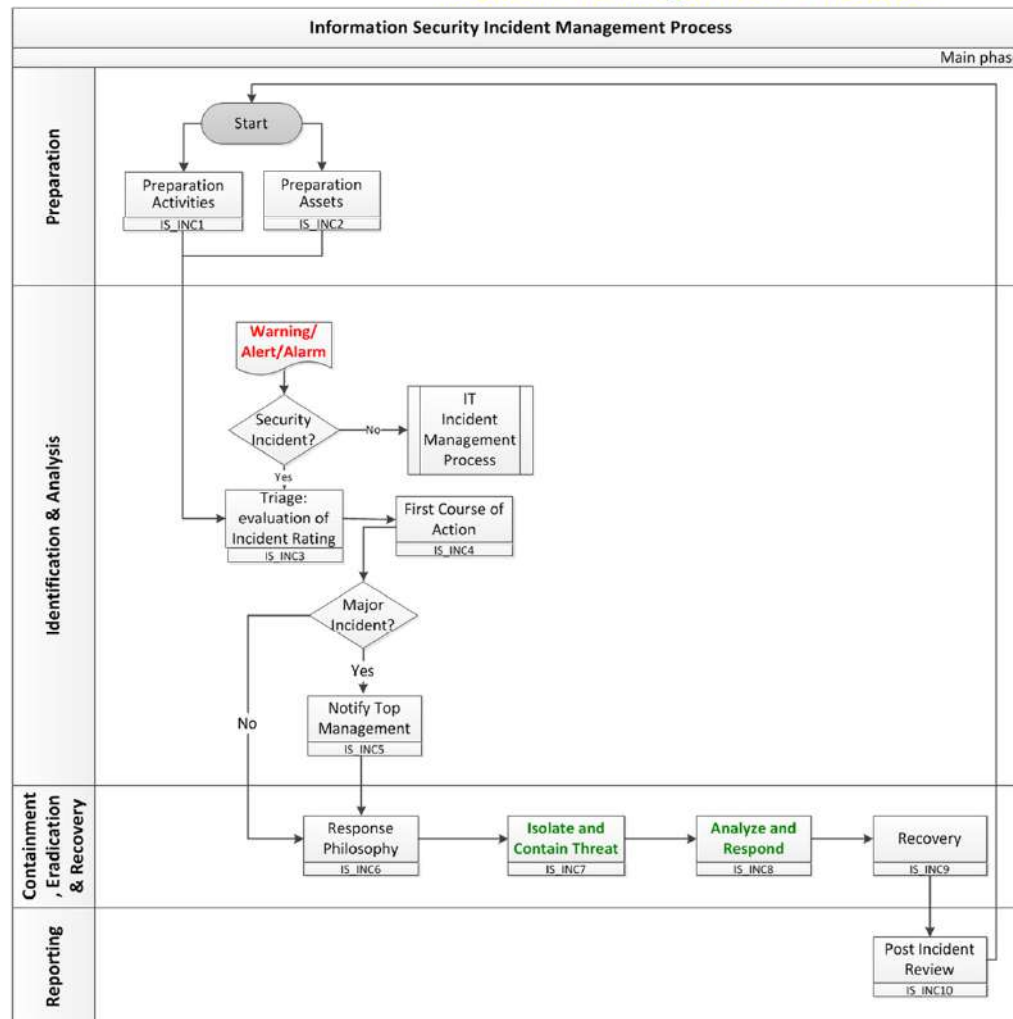 Information Security Incident Management Process
Main phas
Preparation
Start
Preparation
Activities
IS_INC1
Preparation
Assets
IS_INC2
Identification & Analysis
Warning/
Alert/Alarm
Security
Incident?
No
IT
Incident
Management
Process
Yes
Triage:
evaluation of
Incident Rating
IS_INC3
First Course of
Action
IS_INC4
Major
Incident?
Yes
No
Notify Top
Management
IS_INC5
Containment
, Eradication
& Recovery
Response
Philosophy
IS_INC6
Isolate and
Contain Threat
IS_INC7
Analyze and
Respond
IS_INC8
Recovery
IS_INC9
Reporting
Post Incident
Review
IS_INC10